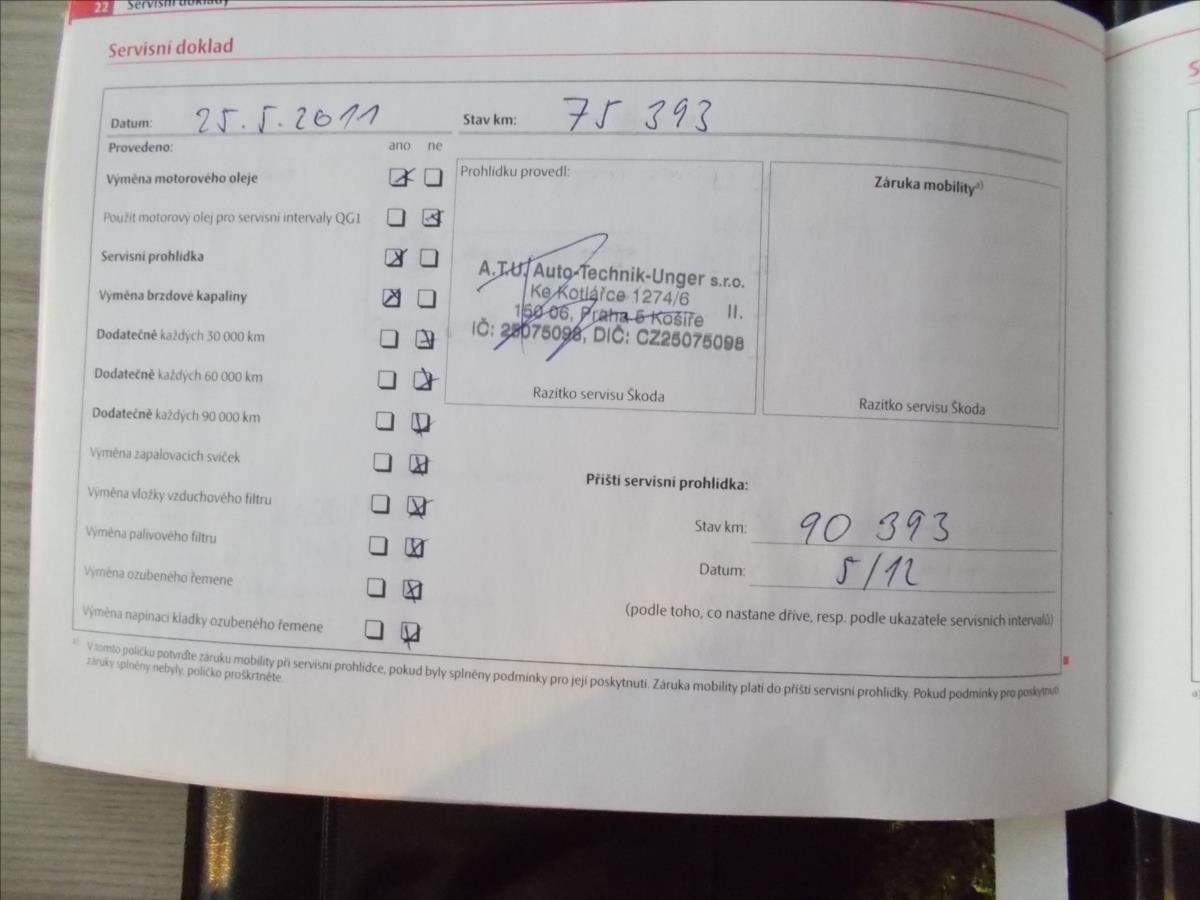 22 Servisní doklady
Servisní doklad
Datum: 25.5.2011 Stav km: 75 393
Provedeno: ano ne
Výměna motorového oleje
Použit motorový olej pro servisní intervaly QG1
Servisní prohlídka
Výměna brzdové kapaliny
Dodatečně každých 30 000 km
Dodatečně každých 60 000 km
Dodatečně každých 90 000 km
Výměna zapalovacích svíček
Výměna vložky vzduchového filtru
Výměna palivového filtru
Výměna ozubeného řemene
Výměna napínací kladky ozubeného řemene
Prohlídku provedl:
A.T.U. Auto-Technik-Unger s.r.o.
Ke Kotlářce 1274/6
150 06, Praha 5 Košíře II.
IČ: 25075098, DIČ: CZ25075098
Razítko servisu Škoda
Záruka mobility a)
Razítko servisu Škoda
Příští servisní prohlídka:
Stav km: 90 393
Datum: 5/12
(podle toho, co nastane dříve, resp. podle ukazatele servisních intervalů)
a) V tomto políčku potvrďte záruku mobility při servisní prohlídce, pokud byly splněny podmínky pro její poskytnutí. Záruka mobility platí do příští servisní prohlídky. Pokud podmínky pro poskytnutí
záruky splněny nebyly, políčko proškrtněte.